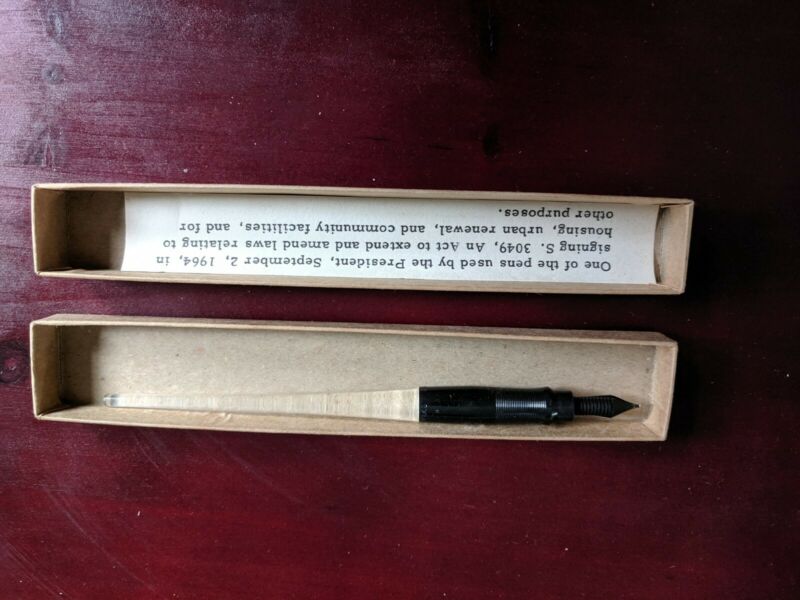 One of the pens used by the President, September, 2, 1964, in
signing S. 3049, An Act to extend and amend laws relating to
housing, urban renewal, and community facilities, and for
other purposes.